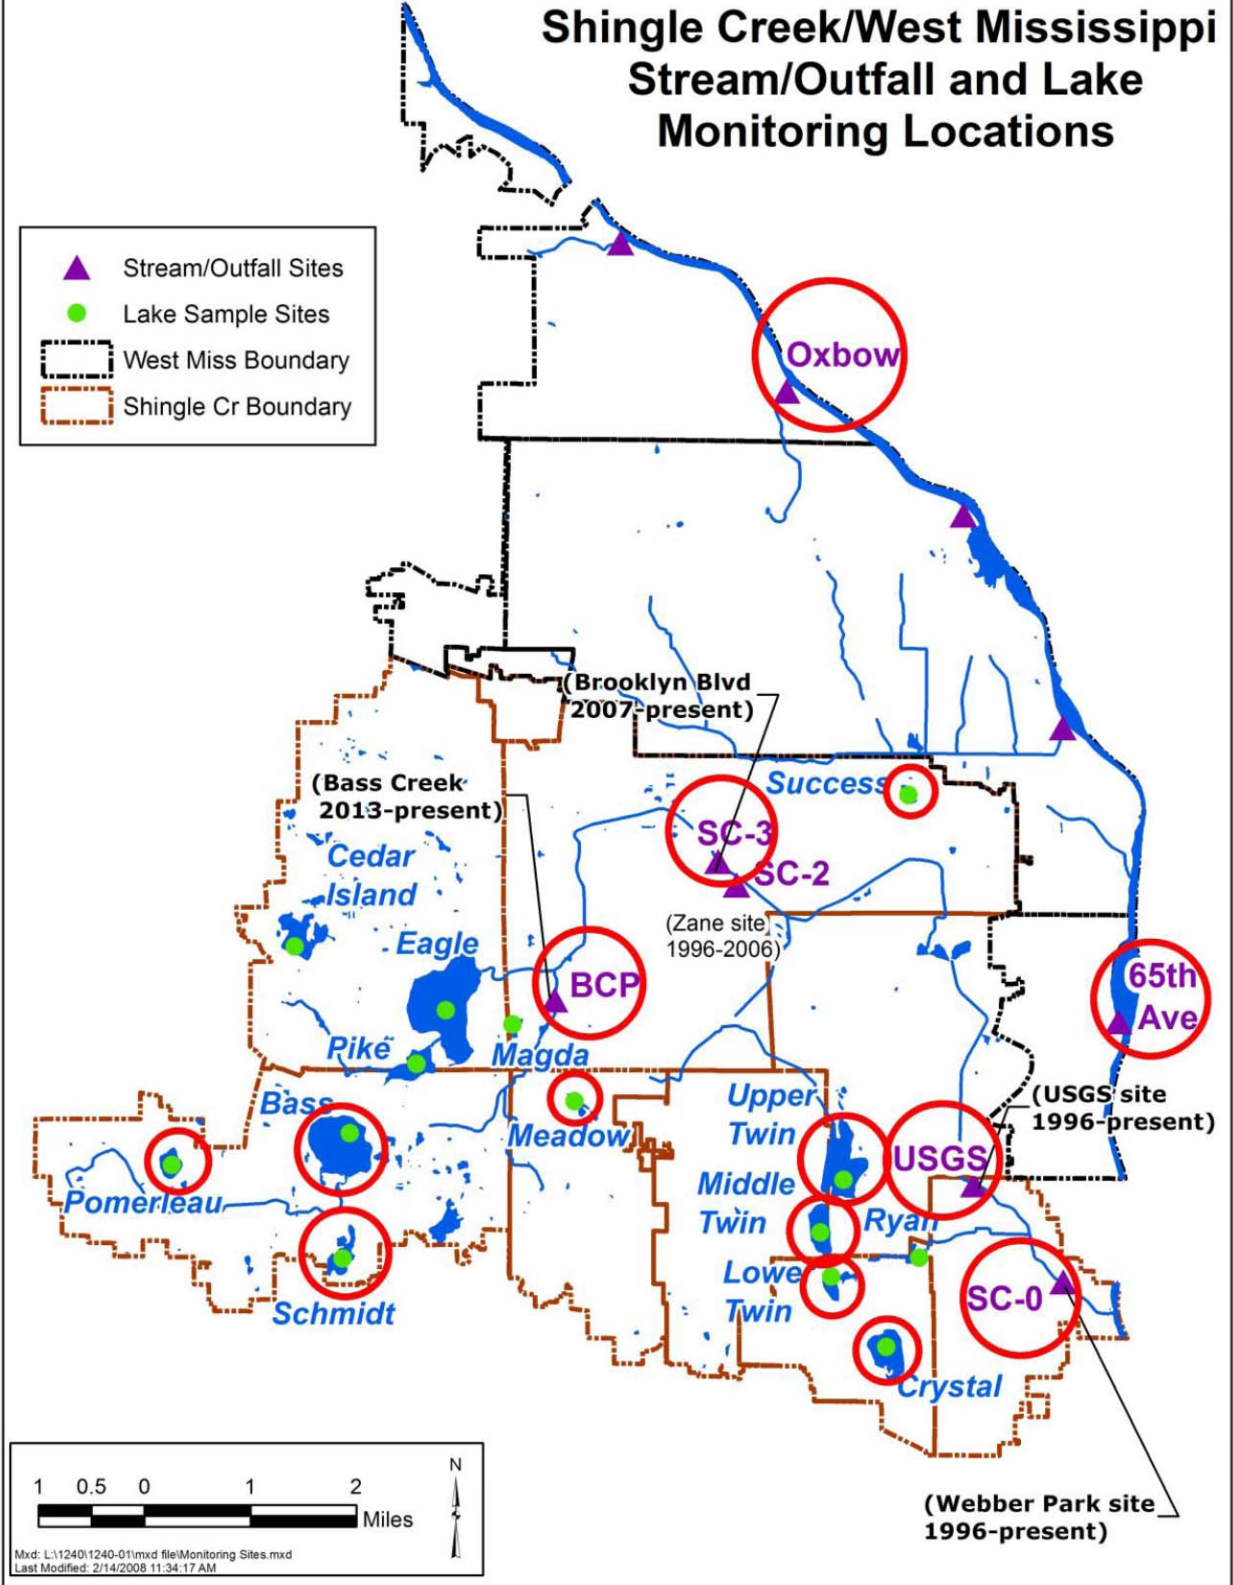 Shingle Creek/West Mississippi
Stream/Outfall and Lake
Monitoring Locations
Stream/Outfall Sites
Lake Sample Sites
West Miss Boundary
Shingle Cr Boundary
Oxbow
(Brooklyn Blvd
2007-present)
(Bass Creek
2013-present)
Success
SC-3
SC-2
(Zane site
1996-2006)
Cedar
Island
Eagle
BCP
65th
Ave
Pike
Magda
Bass
Meadow
Upper
Twin
(USGS site
1996-present)
USGS
Pomerleau
Middle
Twin
Ryan
Schmidt
Lowe
Twin
SC-0
Crystal
(Webber Park site
1996-present)
1 0.5 0 1 2
Miles
N
Mxd: L:\1240\1240-01\mxd file\Monitoring Sites.mxd
Last Modified: 2/14/2008 11:34:17 AM